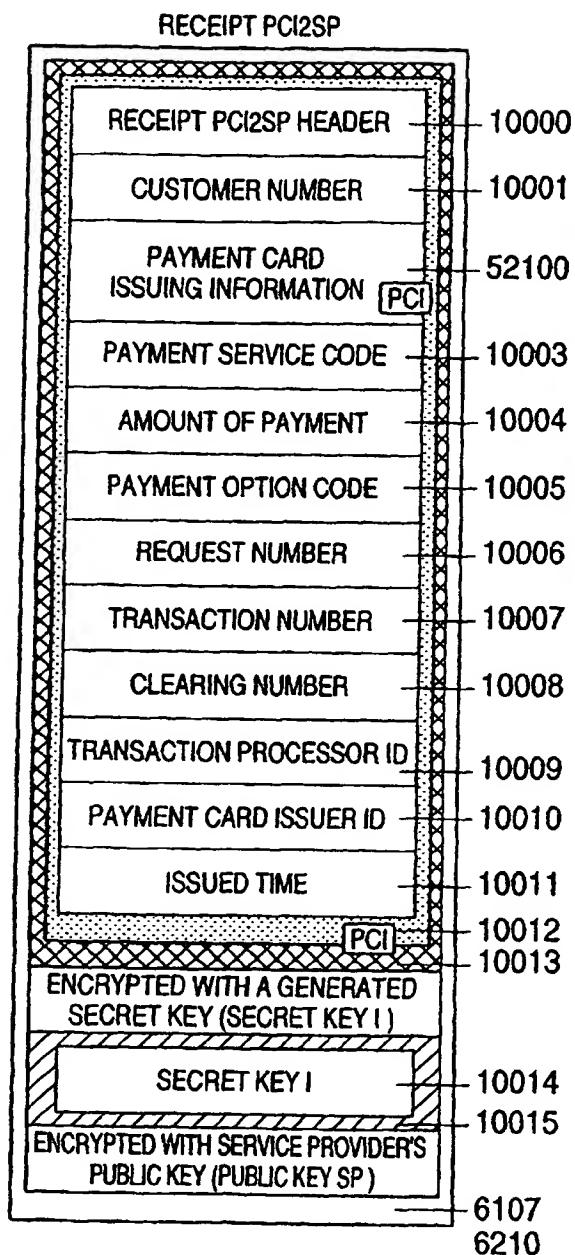 RECEIPT PCI2SP
RECEIPT PCI2SP HEADER 10000
CUSTOMER NUMBER 10001
PAYMENT CARD
ISSUING INFORMATION PCI 52100
PAYMENT SERVICE CODE 10003
AMOUNT OF PAYMENT 10004
PAYMENT OPTION CODE 10005
REQUEST NUMBER 10006
TRANSACTION NUMBER 10007
CLEARING NUMBER 10008
TRANSACTION PROCESSOR ID 10009
PAYMENT CARD ISSUER ID 10010
ISSUED TIME 10011
PCI 10012
10013
ENCRYPTED WITH A GENERATED
SECRET KEY (SECRET KEY I)
SECRET KEY I 10014
10015
ENCRYPTED WITH SERVICE PROVIDER'S
PUBLIC KEY (PUBLIC KEY SP)
6107
6210